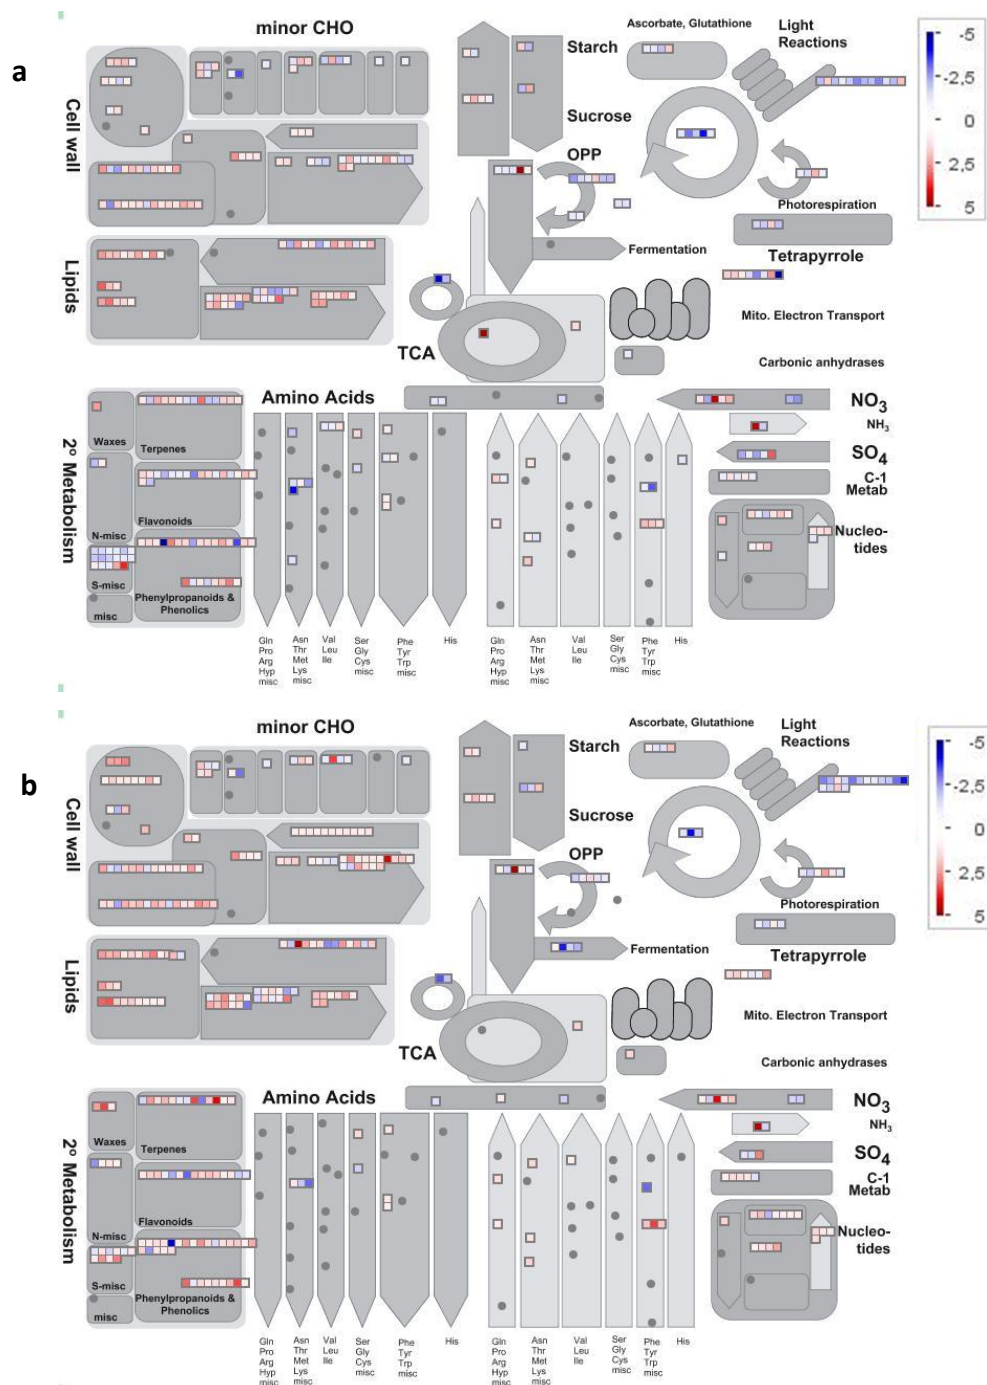 a
minor CHO
Cell wall
Lipids
2º Metabolism
Starch
Sucrose
OPP
Ascorbate, Glutathione
Light
Reactions
Photorespiration
Tetrapyrrole
Fermentation
Mito. Electron Transport
TCA
Carbonic anhydrases
Amino Acids
NO3
NH3
SO4
C-1
Metab
Nucleo-
tides
Waxes
Terpenes
Flavonoids
N-misc
S-misc
misc
Phenylpropanoids &
Phenolics
Gln
Pro
Arg
Hyp
misc
Asn
Thr
Met
Lys
misc
Val
Leu
Ile
Ser
Gly
Cys
misc
Phe
Tyr
Trp
misc
His
Gln
Pro
Arg
Hyp
misc
Asn
Thr
Met
Lys
misc
Val
Leu
Ile
Ser
Gly
Cys
misc
Phe
Tyr
Trp
misc
His
-5
-2,5
0
2,5
5
b
minor CHO
Cell wall
Lipids
2º Metabolism
Starch
Sucrose
OPP
Ascorbate, Glutathione
Light
Reactions
Photorespiration
Tetrapyrrole
Fermentation
Mito. Electron Transport
TCA
Carbonic anhydrases
Amino Acids
NO3
NH3
SO4
C-1
Metab
Nucleo-
tides
Waxes
Terpenes
Flavonoids
N-misc
S-misc
misc
Phenylpropanoids &
Phenolics
Gln
Pro
Arg
Hyp
misc
Asn
Thr
Met
Lys
misc
Val
Leu
Ile
Ser
Gly
Cys
misc
Phe
Tyr
Trp
misc
His
Gln
Pro
Arg
Hyp
misc
Asn
Thr
Met
Lys
misc
Val
Leu
Ile
Ser
Gly
Cys
misc
Phe
Tyr
Trp
misc
His
-5
-2,5
0
2,5
5